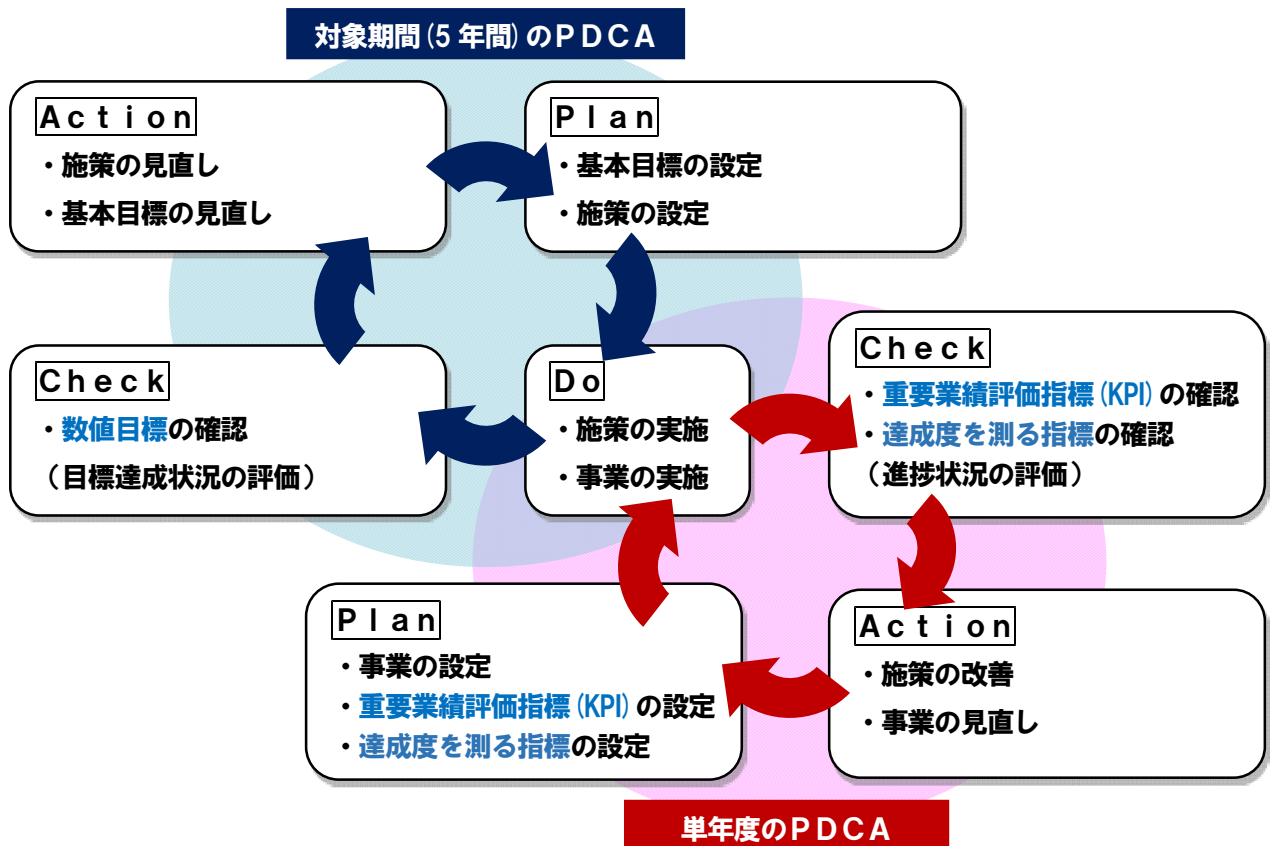 対象期間(5年間)のPDCA
Action
・施策の見直し
・基本目標の見直し
Plan
・基本目標の設定
・施策の設定
Check
・数値目標の確認
(目標達成状況の評価)
Do
・施策の実施
・事業の実施
Check
・重要業績評価指標(KPI)の確認
・達成度を測る指標の確認
(進捗状況の評価)
Plan
・事業の設定
・重要業績評価指標(KPI)の設定
・達成度を測る指標の設定
Action
・施策の改善
・事業の見直し
単年度のPDCA